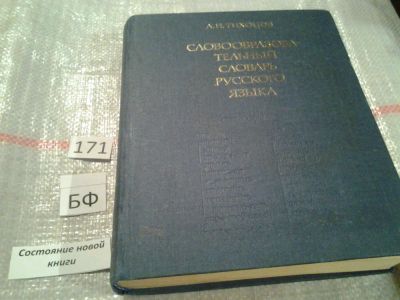 А. Н. ТИХОНОВ
СЛОВООБРАЗОВА-
ТЕЛЬНЫЙ
СЛОВАРЬ
РУССКОГО
ЯЗЫКА
171
БФ
Состояние новой
книги